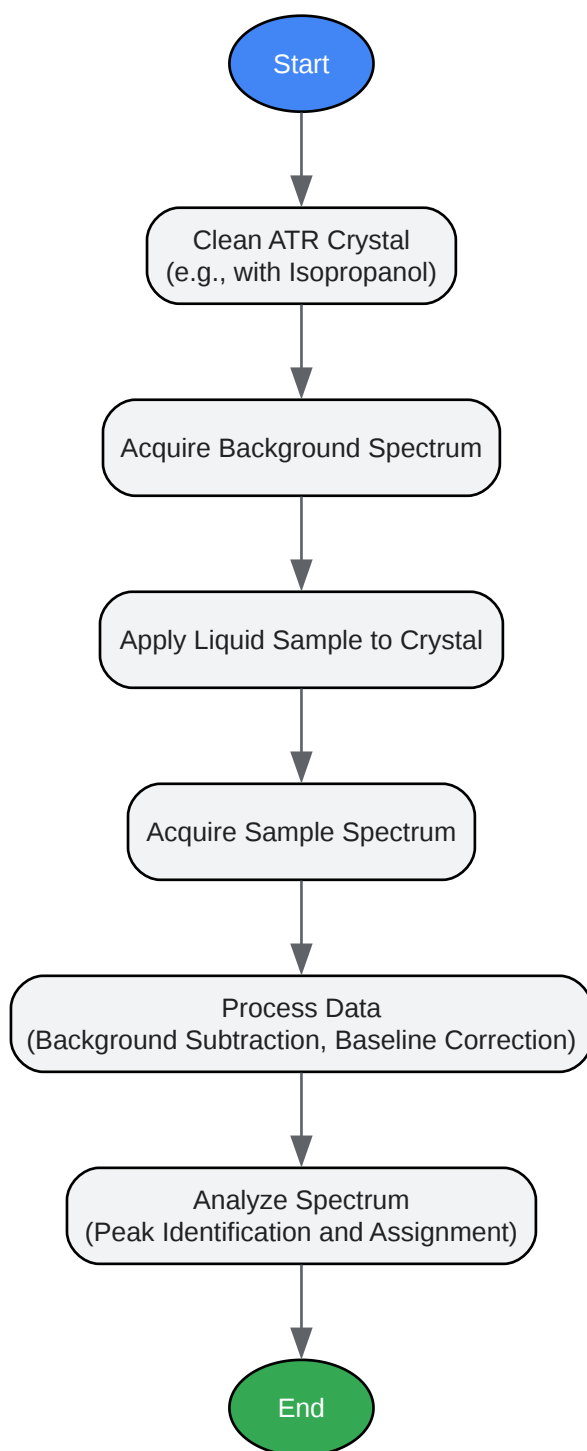 Start
Clean ATR Crystal
(e.g., with Isopropanol)
Acquire Background Spectrum
Apply Liquid Sample to Crystal
Acquire Sample Spectrum
Process Data
(Background Subtraction, Baseline Correction)
Analyze Spectrum
(Peak Identification and Assignment)
End